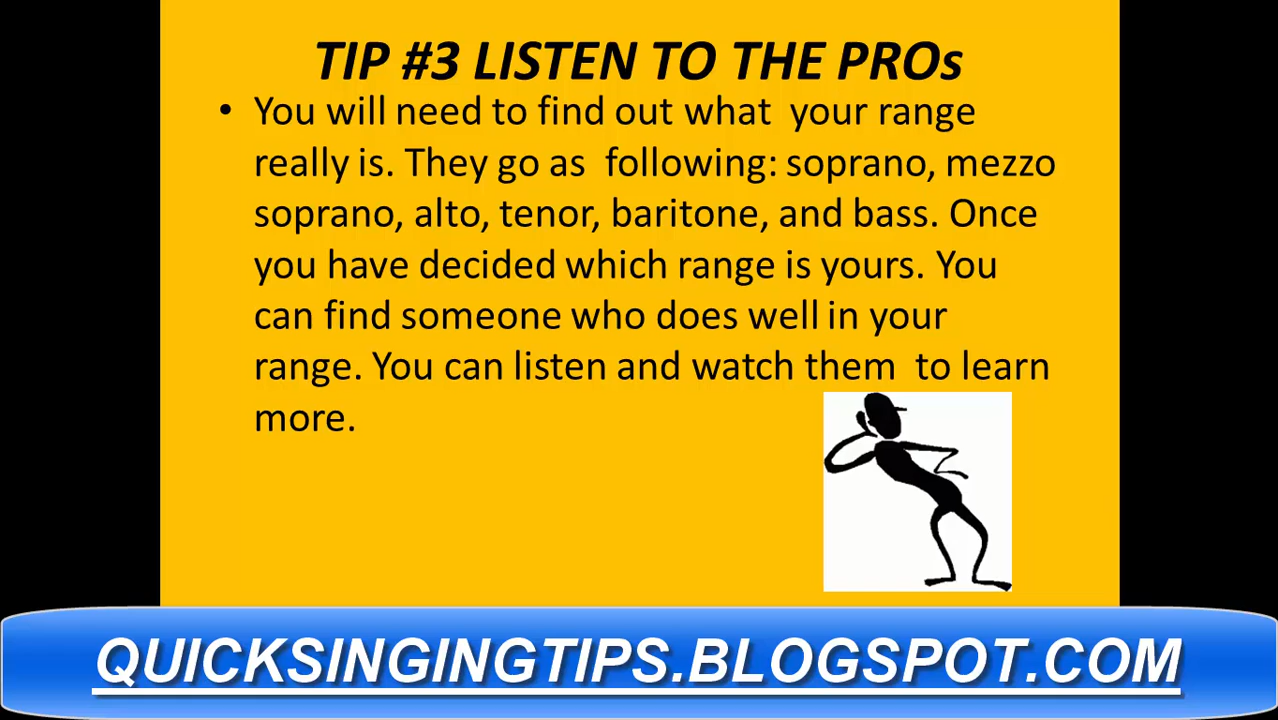 TIP #3 LISTEN TO THE PROs
• You will need to find out what  your range
really is. They go as  following: soprano, mezzo
soprano, alto, tenor, baritone, and bass. Once
you have decided which range is yours. You
can find someone who does well in your
range. You can listen and watch them  to learn
more.
QUICKSINGINGTIPS.BLOGSPOT.COM